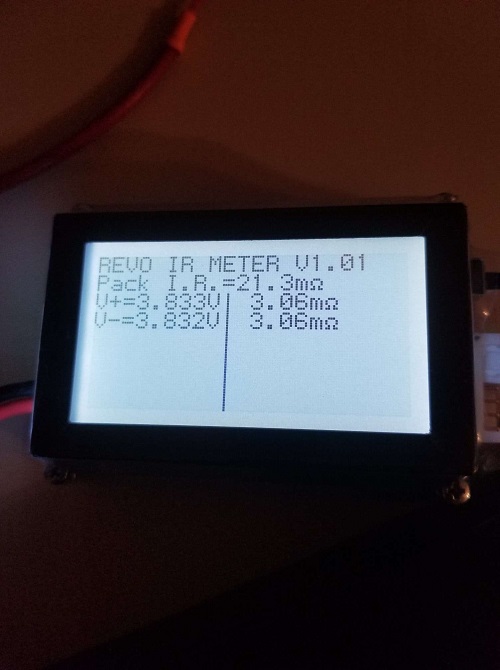 REVO IR METER V1.01
Pack I.R.=21.3mΩ
V+=3.833V 3.06mΩ
V-=3.832V 3.06mΩ